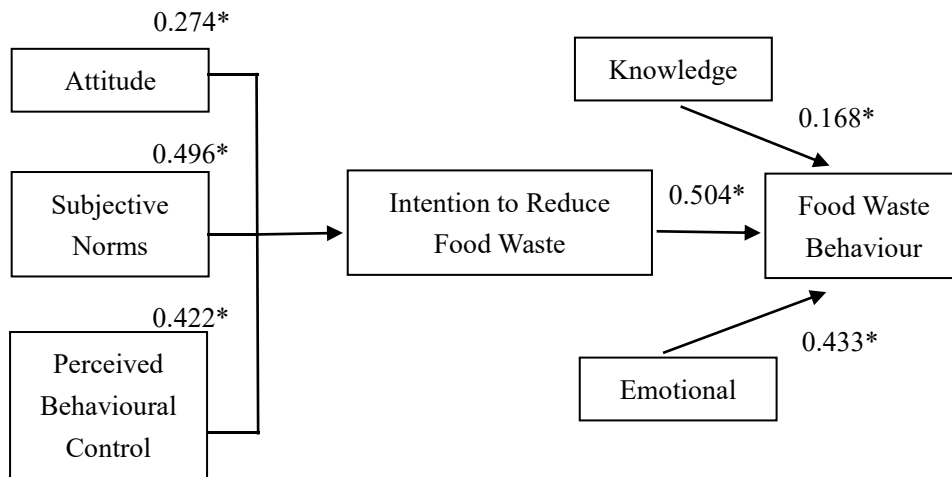 0.274*
Attitude
0.496*
Subjective
Norms
0.422*
Perceived
Behavioural
Control
Intention to Reduce
Food Waste
Knowledge
0.168*
0.504*
Food Waste
Behaviour
0.433*
Emotional